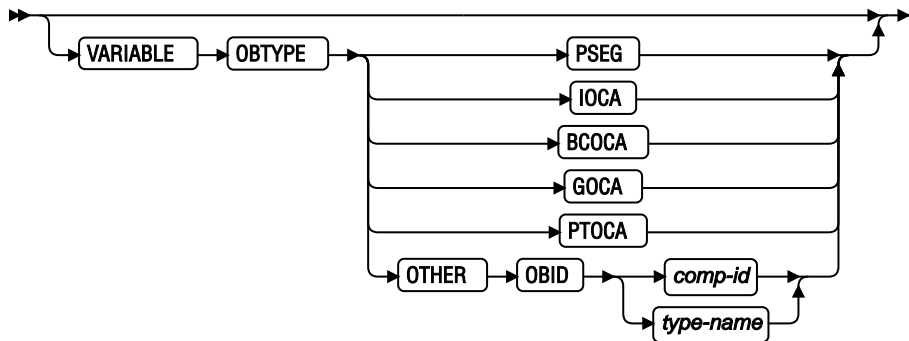 VARIABLE OBTYPE PSEG
IOCA
BCOCA
GOCA
PTOCA
OTHER OBID comp-id
type-name